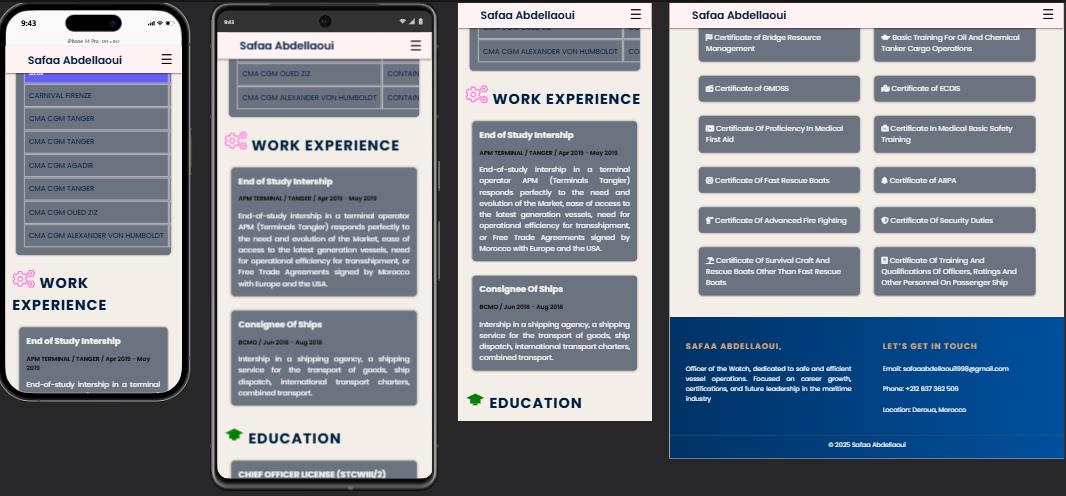 9:43
iPhone 14 Pro
Safaa Abdellaoui
☰
CARNIVAL FIRENZE
CMA CGM TANGER
CMA CGM TANGER
CMA CGM AGADIR
CMA CGM TANGER
CMA CGM OUED ZIZ
CMA CGM ALEXANDER VON HUMBOLDT
WORK
EXPERIENCE
End of Study Intership
APM TERMINAL / TANGER / Apr 2019 - May
2019
End-of-study intership in a terminal
9:43
Safaa Abdellaoui
☰
CMA CGM OUED ZIZ CONTAIN
CMA CGM ALEXANDER VON HUMBOLDT CONTAIN
WORK EXPERIENCE
End of Study Intership
APM TERMINAL / TANGER / Apr 2019 - May 2019
End-of-study intership in a terminal operator
APM (Terminals Tangier) responds perfectly to
the need and evolution of the Market, ease of
access to the latest generation vessels, need
for operational efficiency for transshipment, or
Free Trade Agreements signed by Morocco
with Europe and the USA.
Consignee Of Ships
BCMO / Jun 2018 - Aug 2018
Intership in a shipping agency, a shipping
service for the transport of goods, ship
dispatch, international transport charters,
combined transport.
EDUCATION
CHIEF OFFICER LICENSE (STCWIII/2)
Safaa Abdellaoui
☰
CMA CGM ALEXANDER VON HUMBOLDT CO
WORK EXPERIENCE
End of Study Intership
APM TERMINAL / TANGER / Apr 2019 - May 2019
End-of-study intership in a terminal
operator APM (Terminals Tangier)
responds perfectly to the need and
evolution of the Market, ease of access to
the latest generation vessels, need for
operational efficiency for transshipment,
or Free Trade Agreements signed by
Morocco with Europe and the USA.
Consignee Of Ships
BCMO / Jun 2018 - Aug 2018
Intership in a shipping agency, a shipping
service for the transport of goods, ship
dispatch, international transport charters,
combined transport.
EDUCATION
Safaa Abdellaoui
☰
Certificate of Bridge Resource
Management
Basic Training For Oil And Chemical
Tanker Cargo Operations
Certificate of GMDSS
Certificate of ECDIS
Certificate Of Proficiency In Medical
First Aid
Certificate In Medical Basic Safety
Training
Certificate Of Fast Rescue Boats
Certificate of ARPA
Certificate Of Advanced Fire Fighting
Certificate Of Security Duties
Certificate Of Survival Craft And
Rescue Boats Other Than Fast Rescue
Boats
Certificate Of Training And
Qualifications Of Officers, Ratings And
Other Personnel On Passenger Ship
SAFAA ABDELLAOUI,
Officer of the Watch, dedicated to safe and efficient
vessel operations. Focused on career growth,
certifications, and future leadership in the maritime
industry
LET'S GET IN TOUCH
Email: safaaabdellaoui1998@gmail.com
Phone: +212 637 362 506
Location: Deroua, Morocco
© 2025 Safaa Abdellaoui